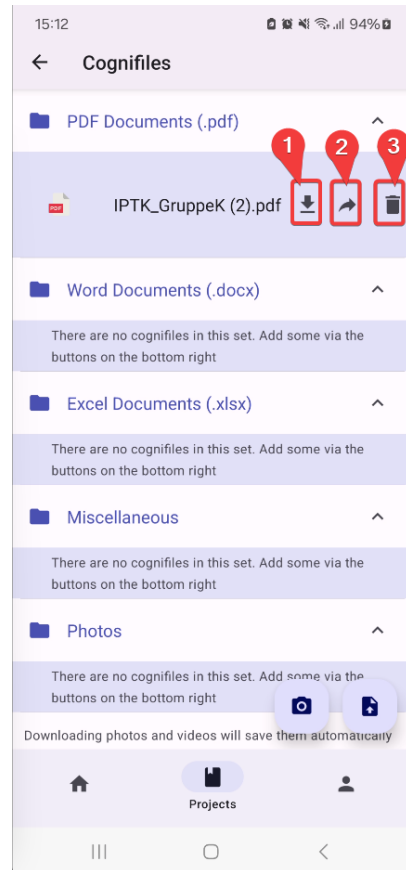 15:12 94%
Cognifiles
PDF Documents (.pdf)
1 2 3
PDF IPTK_GruppeK (2).pdf
Word Documents (.docx)
There are no cognifiles in this set. Add some via the
buttons on the bottom right
Excel Documents (.xlsx)
There are no cognifiles in this set. Add some via the
buttons on the bottom right
Miscellaneous
There are no cognifiles in this set. Add some via the
buttons on the bottom right
Photos
There are no cognifiles in this set. Add some via the
buttons on the bottom right
Downloading photos and videos will save them automatically
Projects